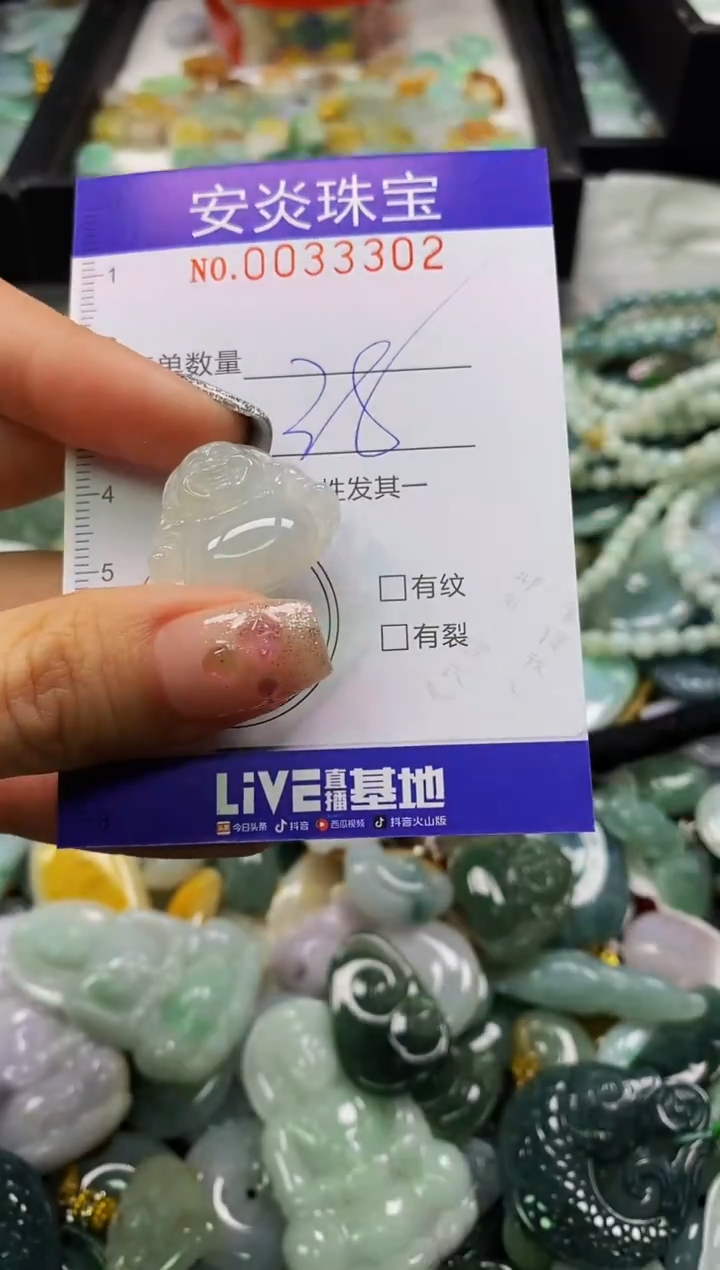 安炎珠宝
NO.0033302
1
单数量
38
4
性发其一
5
有纹
有裂
LiVE直播基地
今日头条 抖音 西瓜视频 抖音火山版